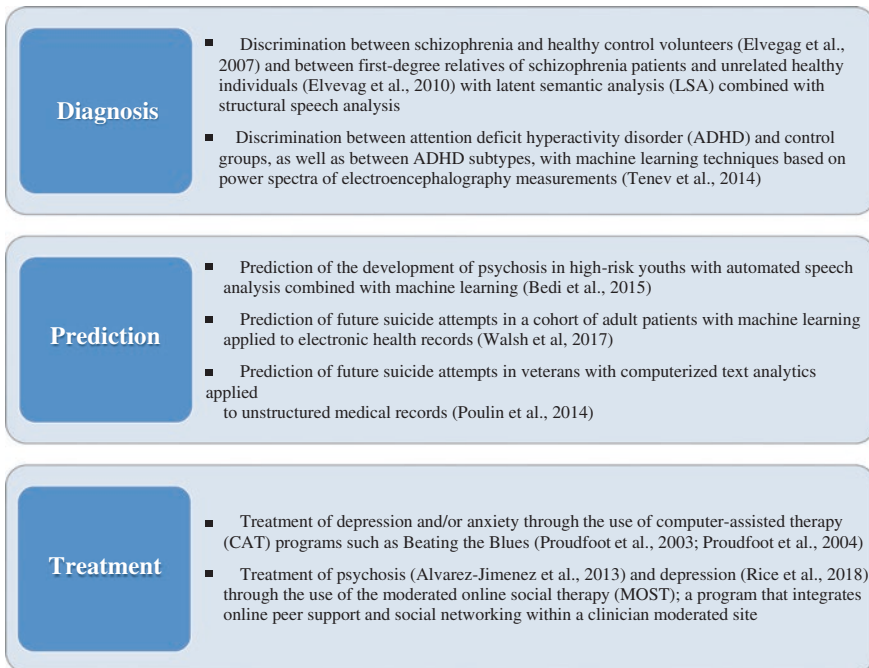 Diagnosis
▪ Discrimination between schizophrenia and healthy control volunteers (Elvegag et al.,
2007) and between first-degree relatives of schizophrenia patients and unrelated healthy
individuals (Elvevag et al., 2010) with latent semantic analysis (LSA) combined with
structural speech analysis
▪ Discrimination between attention deficit hyperactivity disorder (ADHD) and control
groups, as well as between ADHD subtypes, with machine learning techniques based on
power spectra of electroencephalography measurements (Tenev et al., 2014)
Prediction
▪ Prediction of the development of psychosis in high-risk youths with automated speech
analysis combined with machine learning (Bedi et al., 2015)
▪ Prediction of future suicide attempts in a cohort of adult patients with machine learning
applied to electronic health records (Walsh et al, 2017)
▪ Prediction of future suicide attempts in veterans with computerized text analytics
applied
to unstructured medical records (Poulin et al., 2014)
Treatment
▪ Treatment of depression and/or anxiety through the use of computer-assisted therapy
(CAT) programs such as Beating the Blues (Proudfoot et al., 2003; Proudfoot et al., 2004)
▪ Treatment of psychosis (Alvarez-Jimenez et al., 2013) and depression (Rice et al., 2018)
through the use of the moderated online social therapy (MOST); a program that integrates
online peer support and social networking within a clinician moderated site